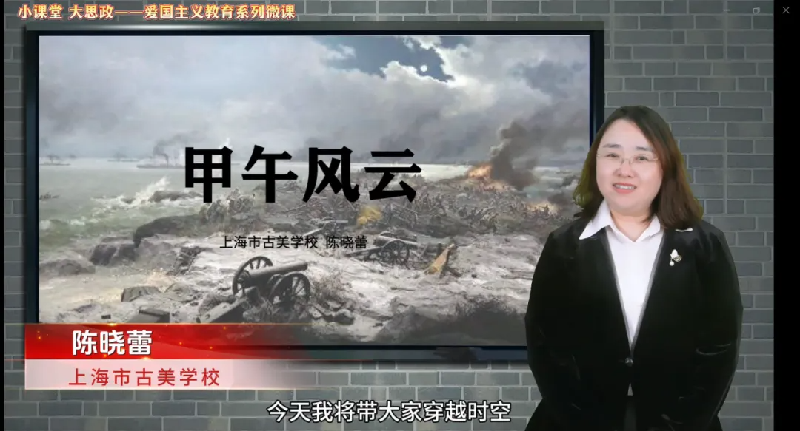 小课堂 大思政——爱国主义教育系列微课
甲午风云
上海市古美学校 陈晓蕾
陈晓蕾
上海市古美学校
今天我将带大家穿越时空